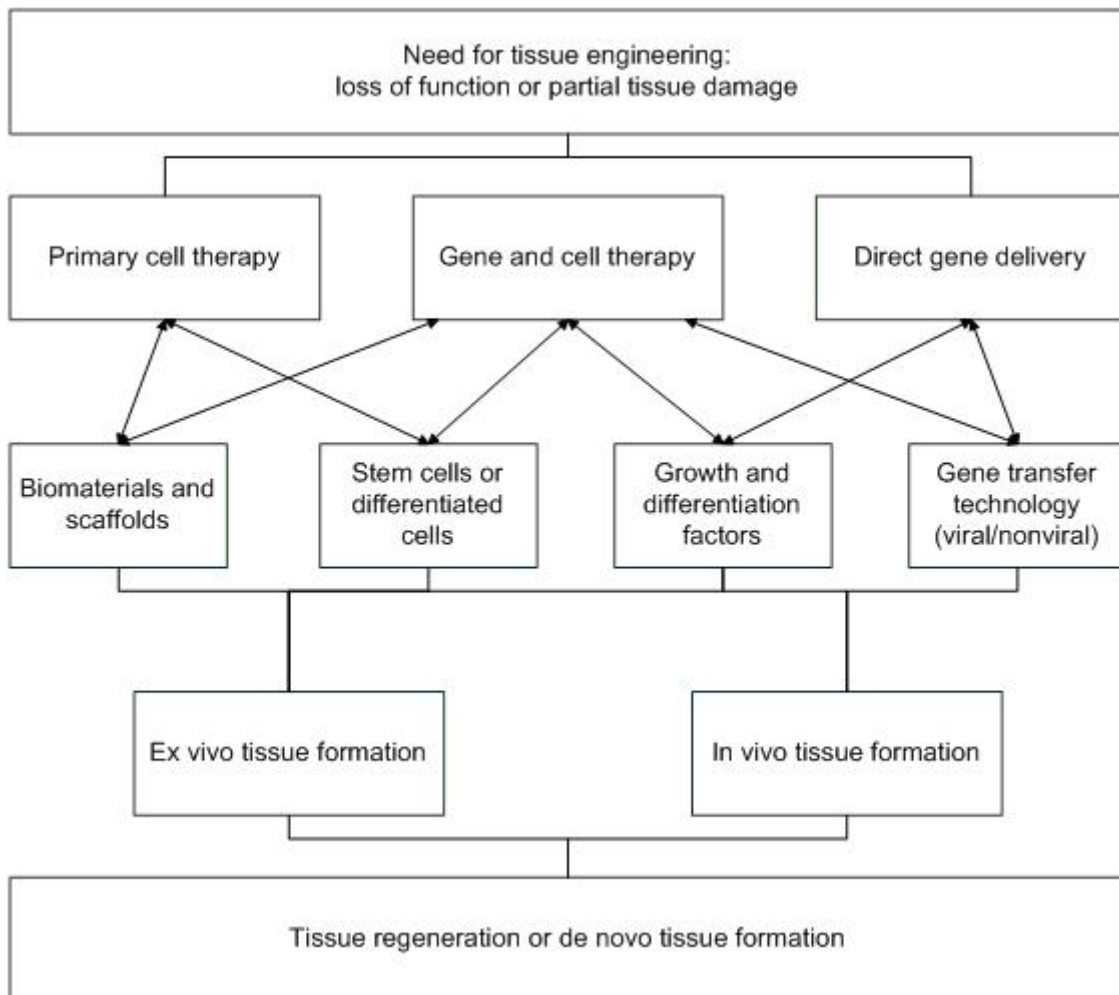 Need for tissue engineering:
loss of function or partial tissue damage
Primary cell therapy
Gene and cell therapy
Direct gene delivery
Biomaterials and
scaffolds
Stem cells or
differentiated
cells
Growth and
differentiation
factors
Gene transfer
technology
(viral/nonviral)
Ex vivo tissue formation
In vivo tissue formation
Tissue regeneration or de novo tissue formation